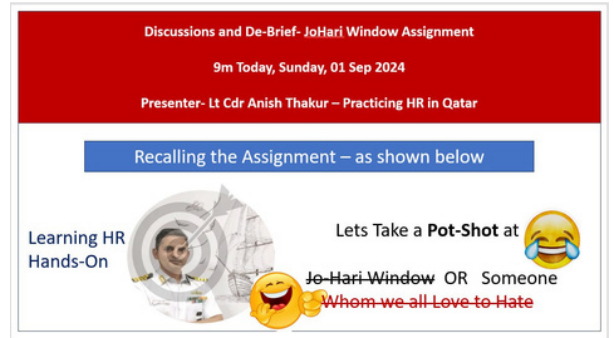 Discussions and De-Brief- JoHari Window Assignment
9m Today, Sunday, 01 Sep 2024
Presenter- Lt Cdr Anish Thakur – Practicing HR in Qatar
Recalling the Assignment – as shown below
Learning HR
Hands-On
Lets Take a Pot-Shot at
Jo-Hari Window OR Someone
Whom we all Love to Hate